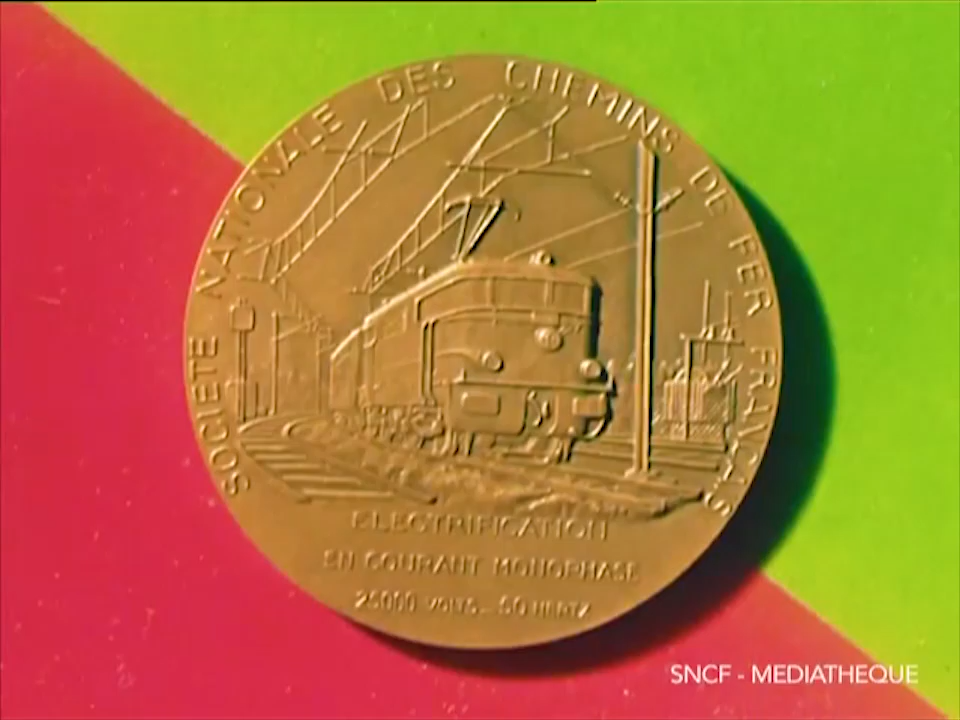 SOCIETE NATIONALE DES CHEMINS DE FER FRANÇAIS
ELECTRIFICATION
EN COURANT MONOPHASE
25000 VOLTS - 50 HERTZ
SNCF - MEDIATHEQUE